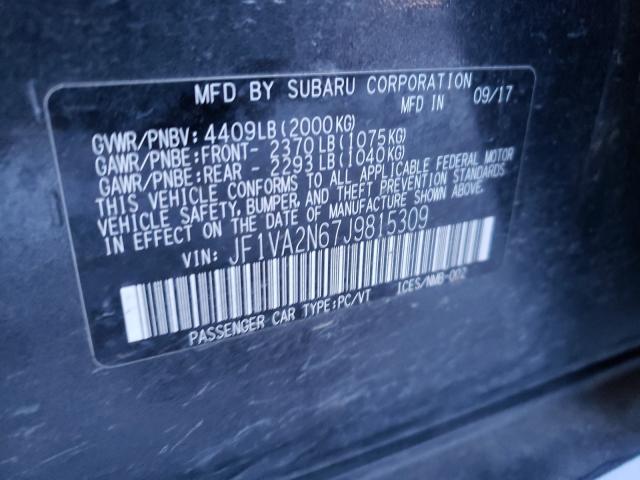 MFD BY SUBARU CORPORATION
MFD IN 09/17
GVWR/PNBV: 4409LB(2000KG)
GAWR/PNBE:FRONT- 2370LB(1075KG)
GAWR/PNBE:REAR - 2293LB(1040KG)
THIS VEHICLE CONFORMS TO ALL APPLICABLE FEDERAL MOTOR
VEHICLE SAFETY, BUMPER, AND THEFT PREVENTION STANDARDS
IN EFFECT ON THE DATE OF MANUFACTURE SHOWN ABOVE.
VIN: JF1VA2N67J9815309
PASSENGER CAR TYPE:PC/VT ICES/NMB-002